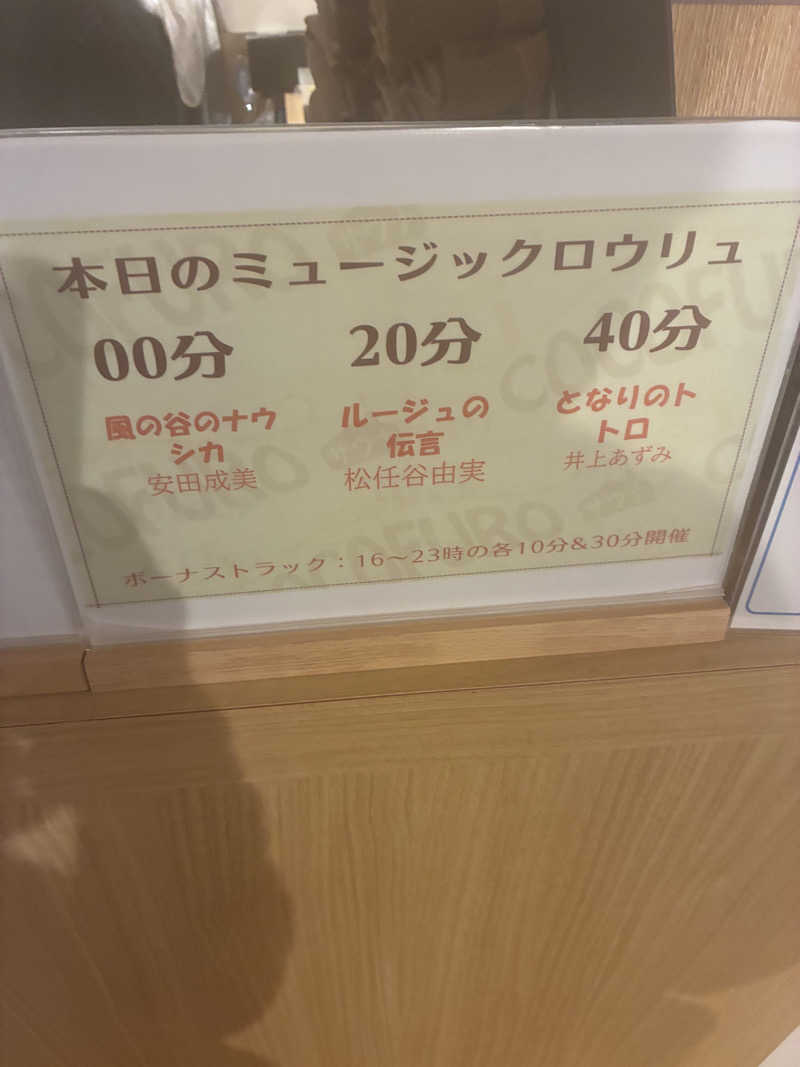 本日のミュージックロウリュ
00分 20分 40分
風の谷のナウ
シカ
安田成美
ルージュの
伝言
松任谷由実
となりのト
トロ
井上あずみ
ボーナストラック：16〜23時の各10分&30分開催
COCOFURO